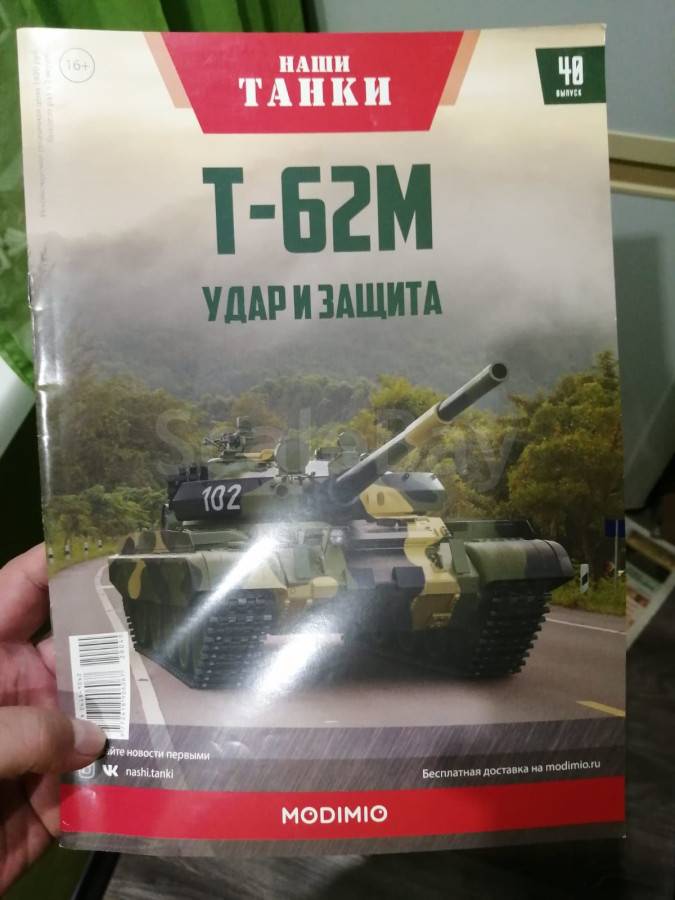 16+
НАШИ
ТАНКИ
40
ВЫПУСК
Т-62М
УДАР И ЗАЩИТА
ScaleBay
102
новости первыми
nashi.tanki
Бесплатная доставка на modimio.ru
MODIMIO